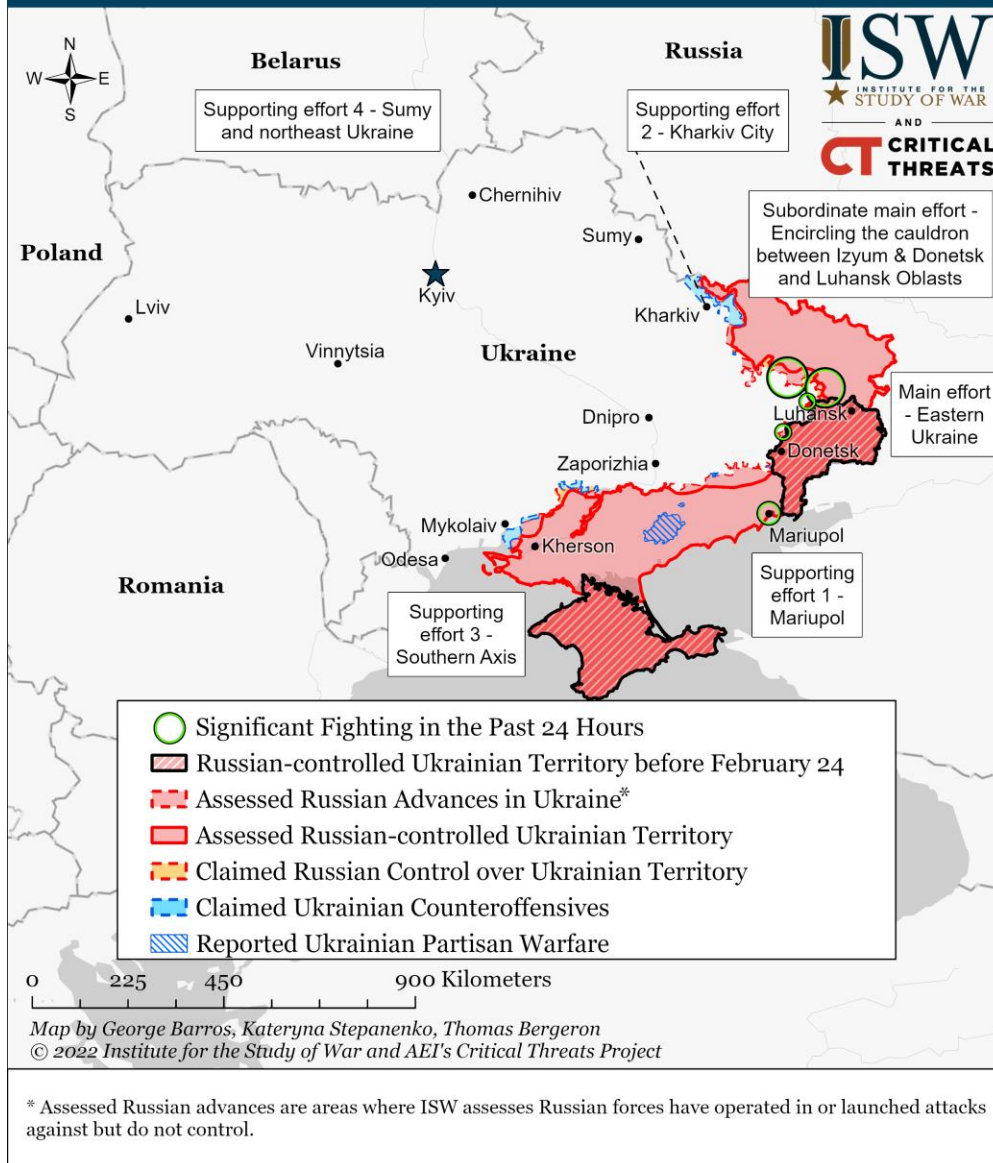 N
W E
S
Belarus
Russia
ISW
INSTITUTE FOR THE
STUDY OF WAR
AND
CT CRITICAL
THREATS
Supporting effort 4 - Sumy
and northeast Ukraine
Supporting effort
2 - Kharkiv City
Chernihiv
Subordinate main effort -
Encircling the cauldron
between Izyum & Donetsk
and Luhansk Oblasts
Sumy
Poland
Kyiv
Lviv
Kharkiv
Vinnytsia
Ukraine
Main effort
- Eastern
Ukraine
Luhansk
Dnipro
Donetsk
Zaporizhia
Mykolaiv
Mariupol
Kherson
Odesa
Romania
Supporting
effort 1 -
Mariupol
Supporting
effort 3 -
Southern Axis
Significant Fighting in the Past 24 Hours
Russian-controlled Ukrainian Territory before February 24
Assessed Russian Advances in Ukraine*
Assessed Russian-controlled Ukrainian Territory
Claimed Russian Control over Ukrainian Territory
Claimed Ukrainian Counteroffensives
Reported Ukrainian Partisan Warfare
0 225 450 900 Kilometers
Map by George Barros, Kateryna Stepanenko, Thomas Bergeron
© 2022 Institute for the Study of War and AEI's Critical Threats Project
* Assessed Russian advances are areas where ISW assesses Russian forces have operated in or launched attacks
against but do not control.